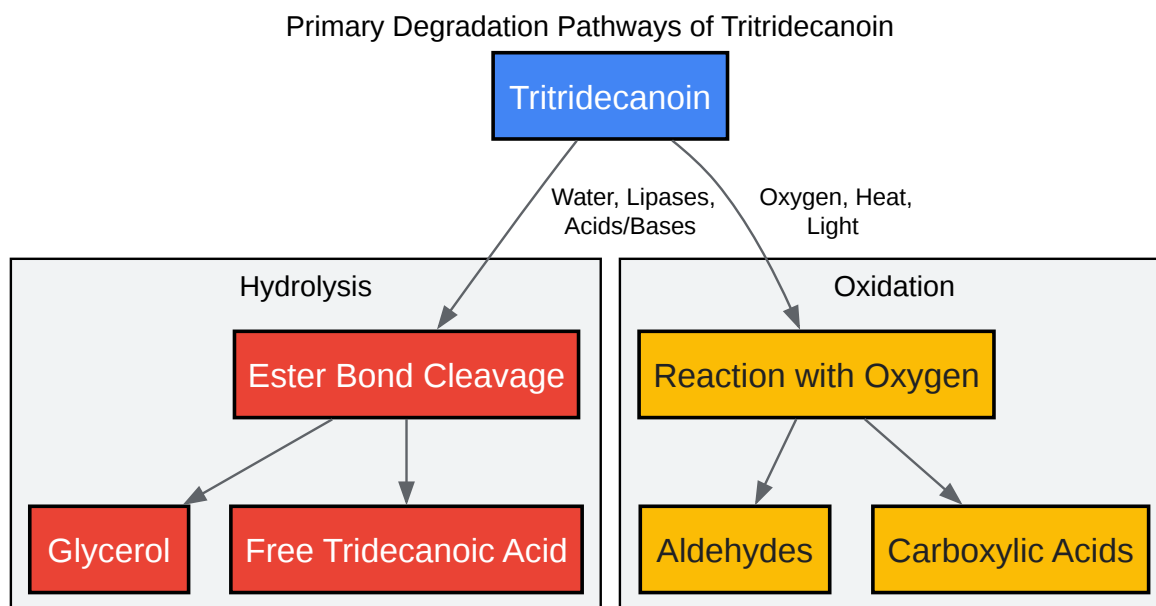 Primary Degradation Pathways of Tritridecanoin
Tritridecanoin
Water, Lipases,
Acids/Bases
Oxygen, Heat,
Light
Hydrolysis
Ester Bond Cleavage
Glycerol
Free Tridecanoic Acid
Oxidation
Reaction with Oxygen
Aldehydes
Carboxylic Acids